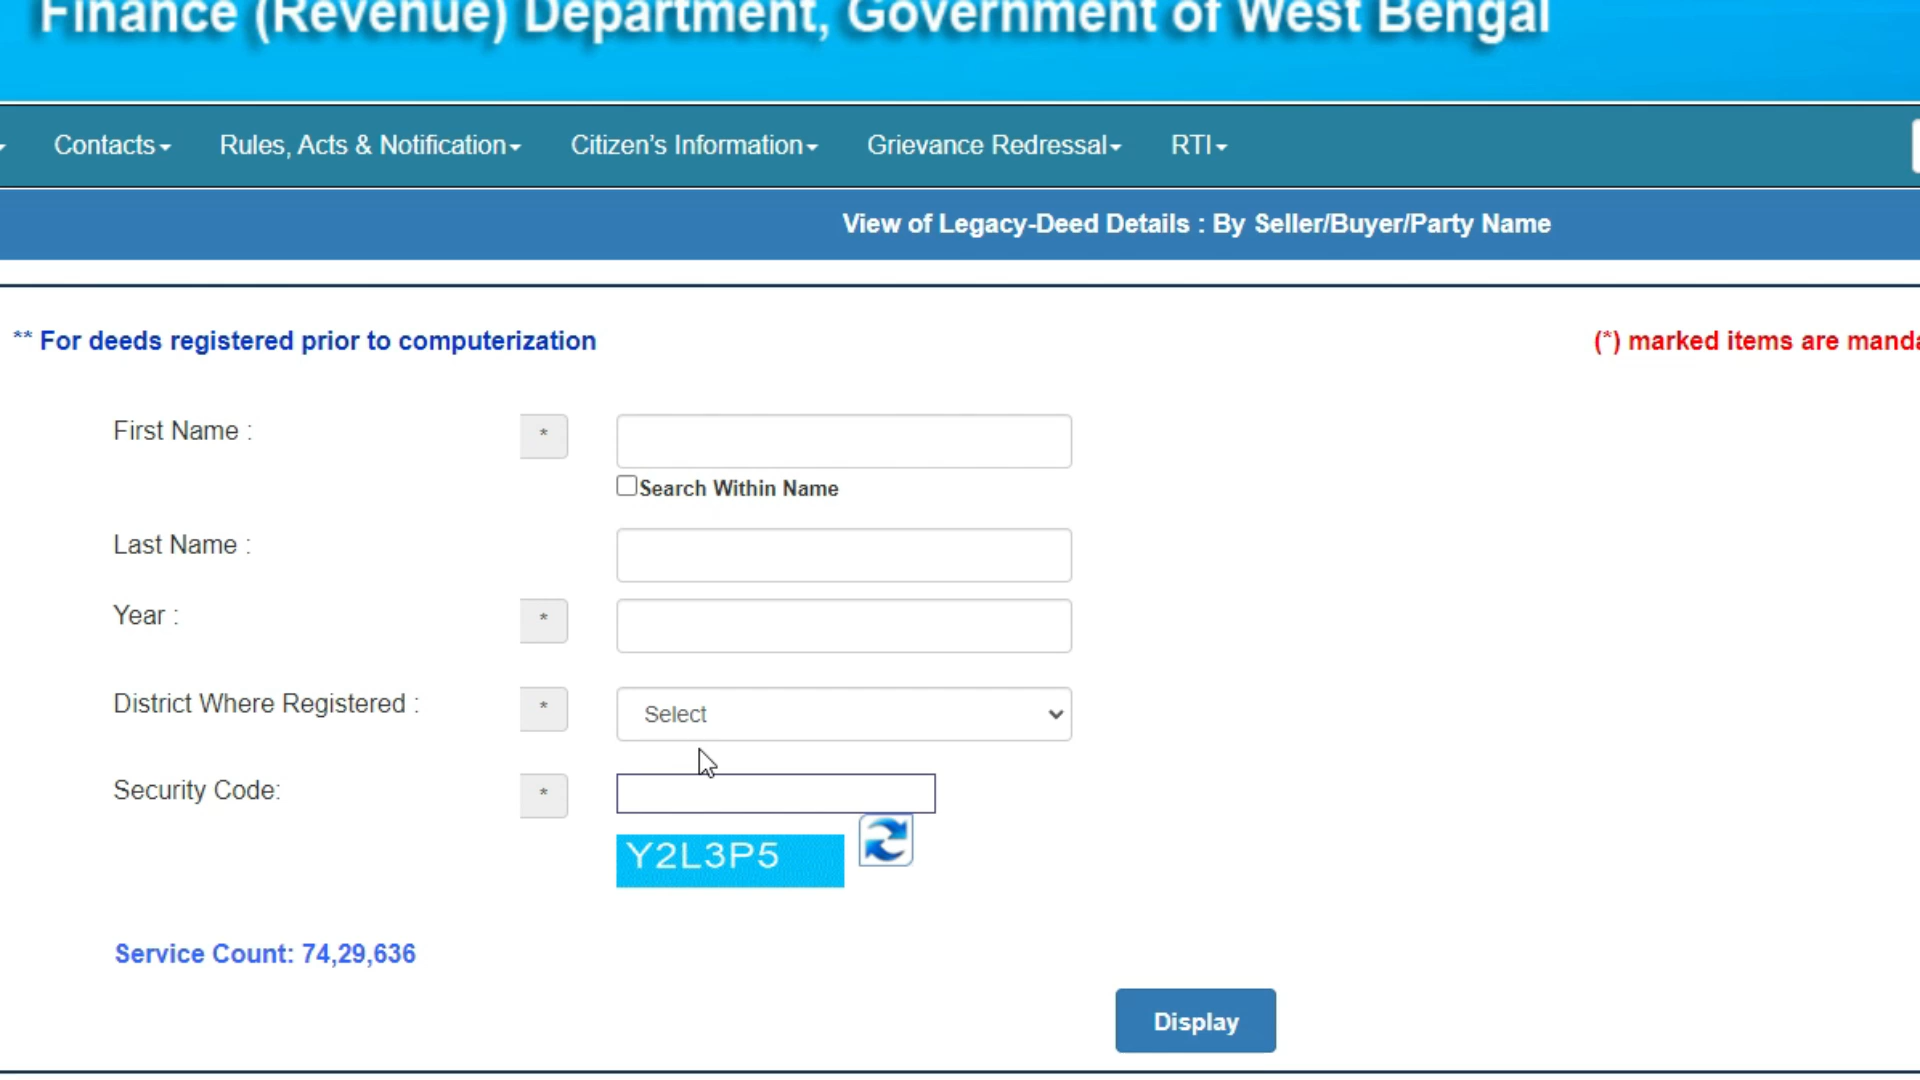 Finance (Revenue) Department, Government of West Bengal
Contacts Rules, Acts & Notification Citizen's Information Grievance Redressal RTI
View of Legacy-Deed Details : By Seller/Buyer/Party Name
** For deeds registered prior to computerization (*) marked items are manda
First Name : *
Search Within Name
Last Name :
Year : *
District Where Registered : * Select
Security Code: *
Y2L3P5
Service Count: 74,29,636
Display